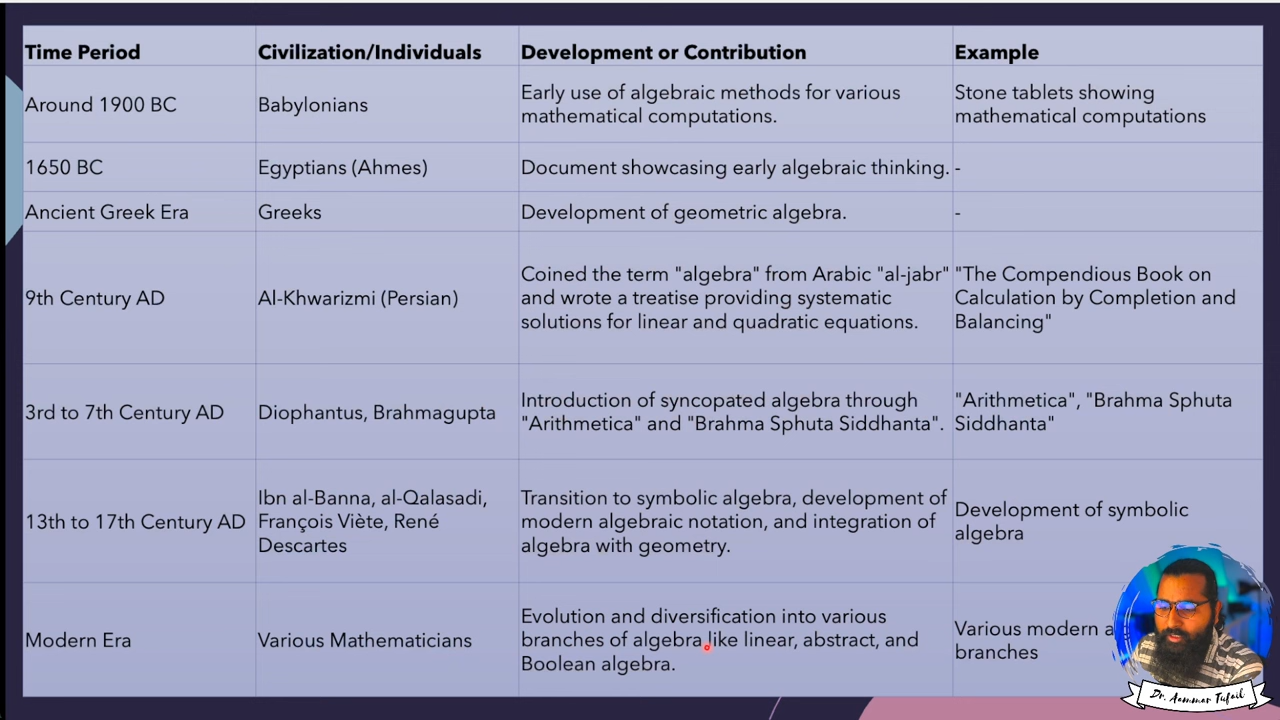 Time Period
Civilization/Individuals
Development or Contribution
Example
Around 1900 BC
Babylonians
Early use of algebraic methods for various
mathematical computations.
Stone tablets showing
mathematical computations
1650 BC
Egyptians (Ahmes)
Document showcasing early algebraic thinking.
-
Ancient Greek Era
Greeks
Development of geometric algebra.
-
9th Century AD
Al-Khwarizmi (Persian)
Coined the term "algebra" from Arabic "al-jabr"
and wrote a treatise providing systematic
solutions for linear and quadratic equations.
"The Compendious Book on
Calculation by Completion and
Balancing"
3rd to 7th Century AD
Diophantus, Brahmagupta
Introduction of syncopated algebra through
"Arithmetica" and "Brahma Sphuta Siddhanta".
"Arithmetica", "Brahma Sphuta
Siddhanta"
13th to 17th Century AD
Ibn al-Banna, al-Qalasadi,
François Viète, René
Descartes
Transition to symbolic algebra, development of
modern algebraic notation, and integration of
algebra with geometry.
Development of symbolic
algebra
Modern Era
Various Mathematicians
Evolution and diversification into various
branches of algebra like linear, abstract, and
Boolean algebra.
Various modern
branches
Dr. Aammar Tufail